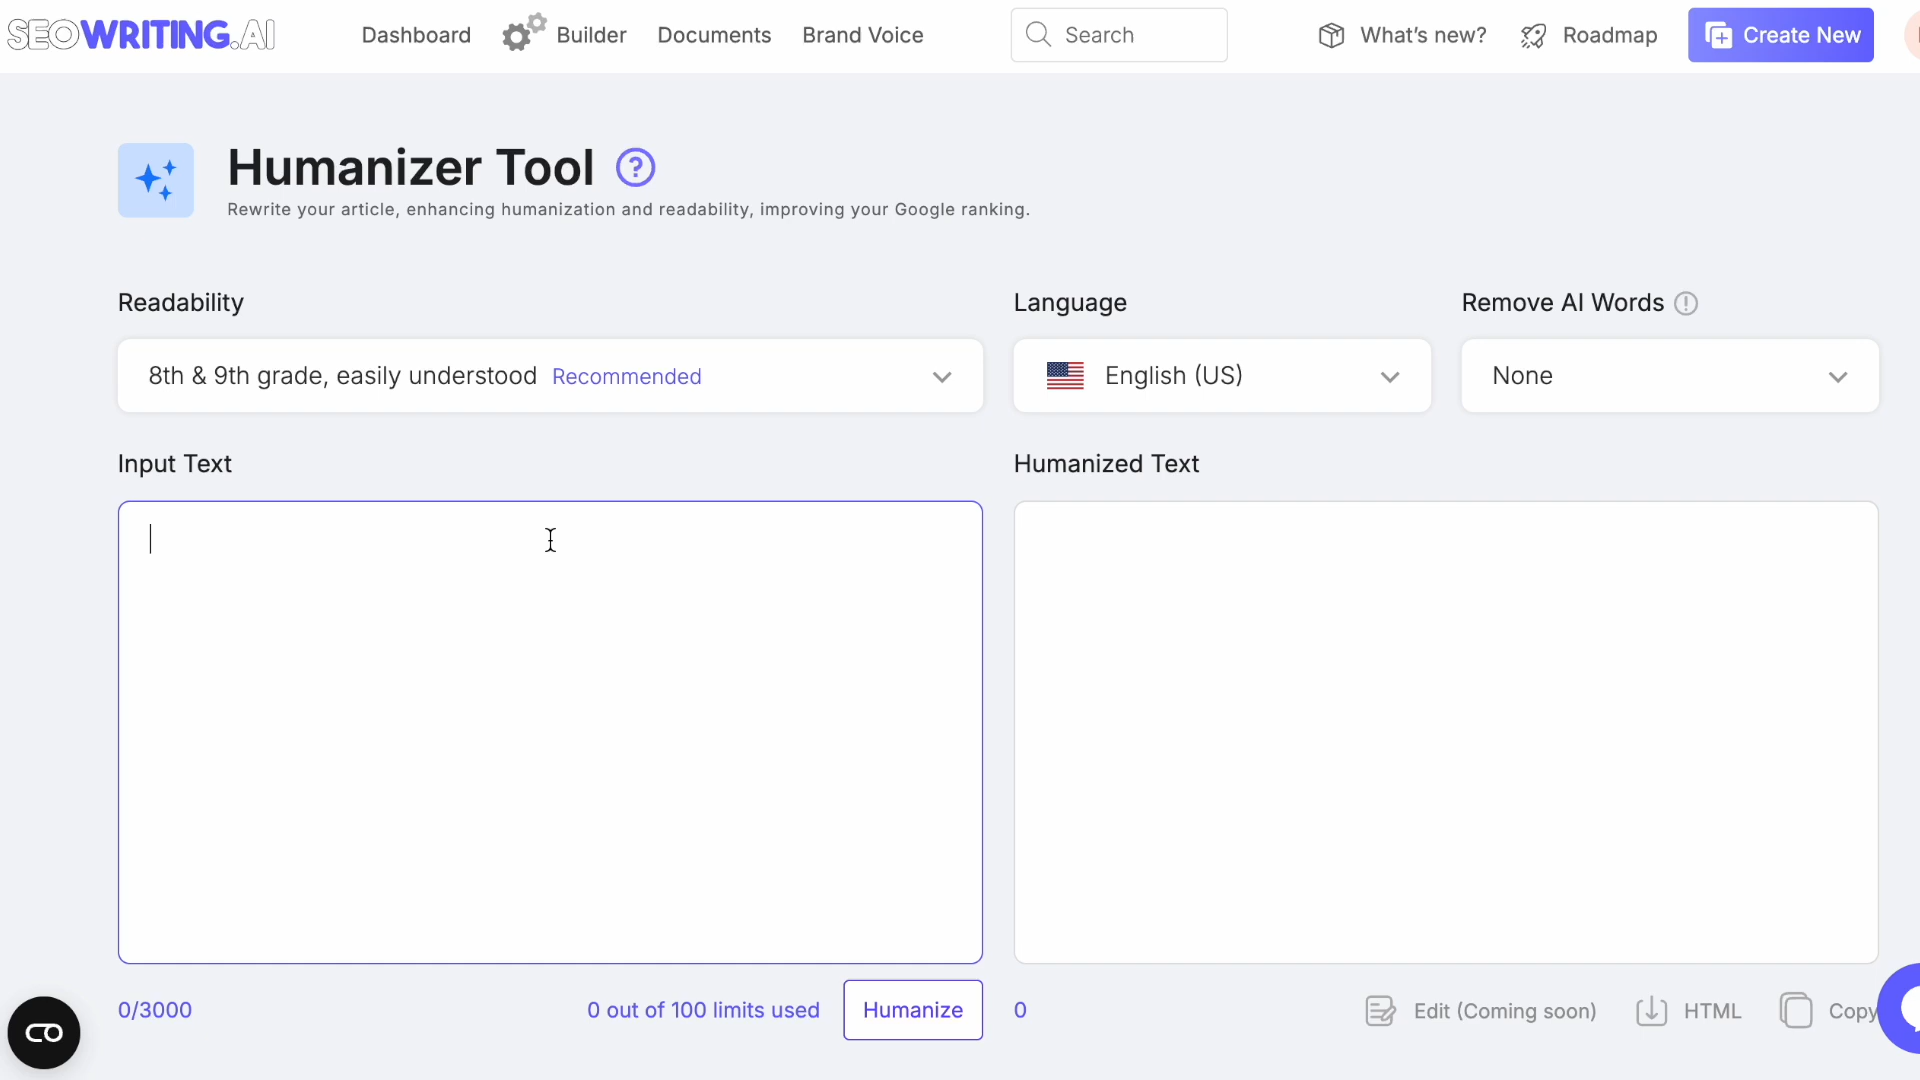 SEOWRITING.AI
Dashboard
Builder
Documents
Brand Voice
Search
What's new?
Roadmap
Create New
Humanizer Tool ?
Rewrite your article, enhancing humanization and readability, improving your Google ranking.
Readability
Language
Remove AI Words
8th & 9th grade, easily understood Recommended
English (US)
None
Input Text
Humanized Text
0/3000
0 out of 100 limits used
Humanize
0
Edit (Coming soon)
HTML
Copy